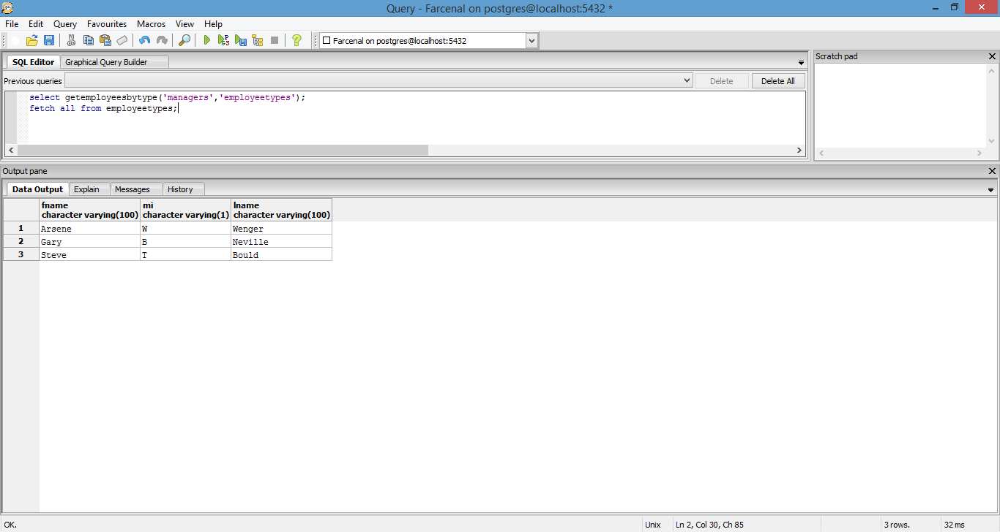 Query - Farcenal on postgres@localhost:5432 *
File Edit Query Favourites Macros View Help
Farcenal on postgres@localhost:5432
SQL Editor Graphical Query Builder
Scratch pad
Previous queries Delete Delete All
select getemployeesbytype('managers','employeetypes');
fetch all from employeetypes;
Output pane
Data Output Explain Messages History
fname mi lname
character varying(100) character varying(1) character varying(100)
1 Arsene W Wenger
2 Gary B Neville
3 Steve T Bould
OK. Unix Ln 2, Col 30, Ch 85 3 rows. 32 ms